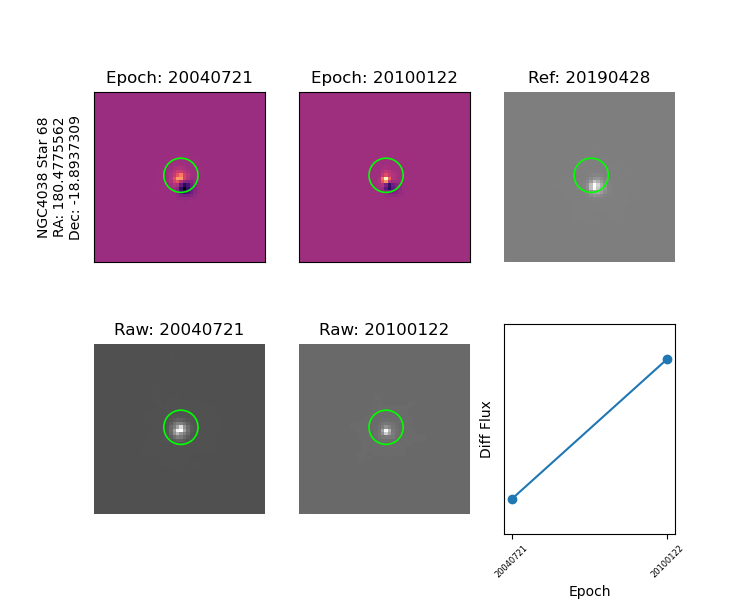 NGC4038 Star 68
RA: 180.4775562
Dec: -18.8937309
Epoch: 20040721
Epoch: 20100122
Ref: 20190428
Raw: 20040721
Raw: 20100122
Diff Flux
20040721
20100122
Epoch